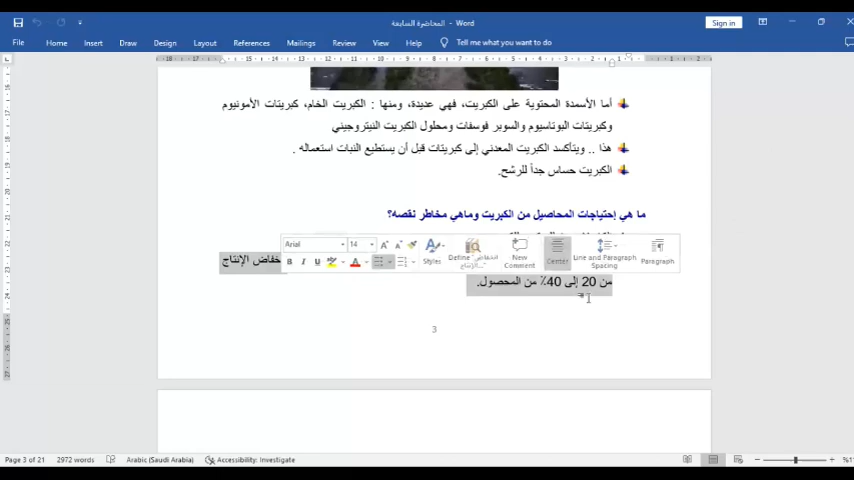 المحاضرة السابعة - Word
Sign in
File Home Insert Draw Design Layout References Mailings Review View Help Tell me what you want to do
أما الأسمدة المحتوية على الكبريت، فهي عديدة، ومنها : الكبريت الخام، كبريتات الأمونيوم
وكبريتات البوتاسيوم والسوبر فوسفات ومحلول الكبريت النيتروجيني
هذا .. ويتأكسد الكبريت المعدني إلى كبريتات قبل أن يستطيع النبات استعماله .
الكبريت حساس جداً للرشح.
ما هي إحتياجات المحاصيل من الكبريت وماهي مخاطر نقصه؟
Arial 14
Styles Define "انخفاض الإنتاج..." New Comment Center Line and Paragraph Spacing Paragraph
خفاض الإنتاج
من 20 إلى 40٪ من المحصول.
3
Page 3 of 21 2972 words Arabic (Saudi Arabia) Accessibility: Investigate